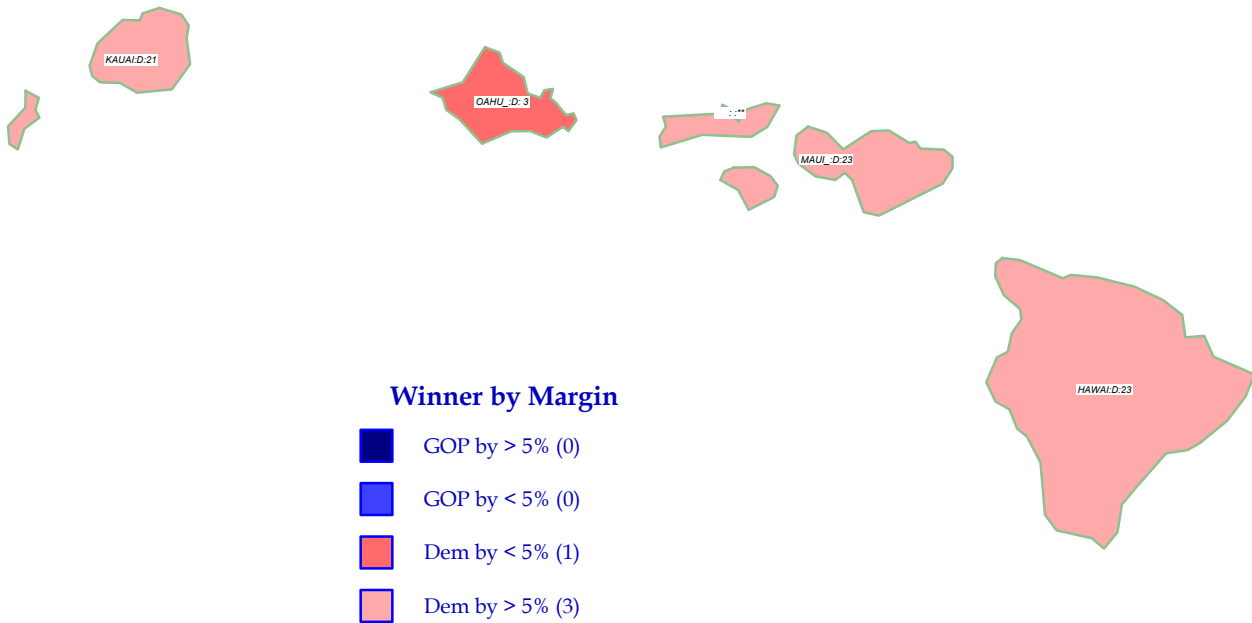 KAUAI:D:21
OAHU_:D: 3
MAUI_:D:23
HAWAI:D:23
Winner by Margin
GOP by > 5% (0)
GOP by < 5% (0)
Dem by < 5% (1)
Dem by > 5% (3)